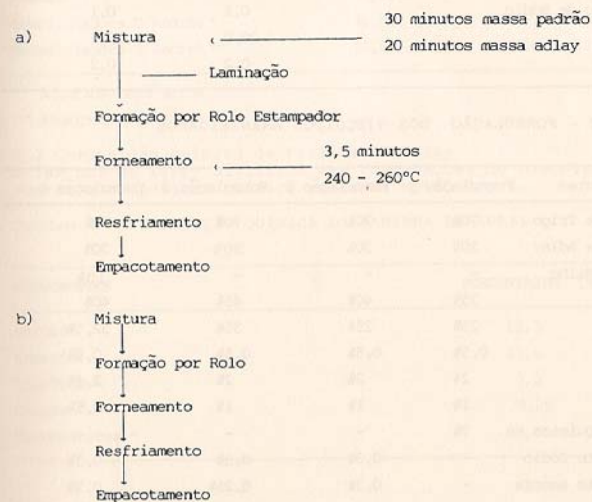 30 minutos massa padrão
a) Mistura
20 minutos massa adlay
Laminação
Formação por Rolo Estampador
Forneamento
3,5 minutos
240 - 260ºC
Resfriamento
Empacotamento
b) Mistura
Formação por Rolo
Forneamento
Resfriamento
Empacotamento